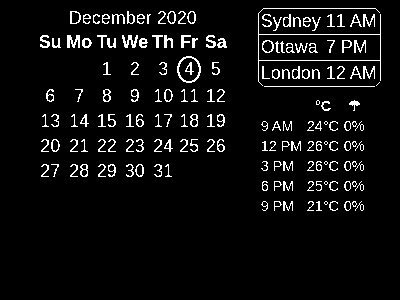 December 2020
Su Mo Tu We Th Fr Sa
1 2 3 4 5
6 7 8 9 10 11 12
13 14 15 16 17 18 19
20 21 22 23 24 25 26
27 28 29 30 31
Sydney 11 AM
Ottawa 7 PM
London 12 AM
°C ☂
9 AM 24°C 0%
12 PM 26°C 0%
3 PM 26°C 0%
6 PM 25°C 0%
9 PM 21°C 0%